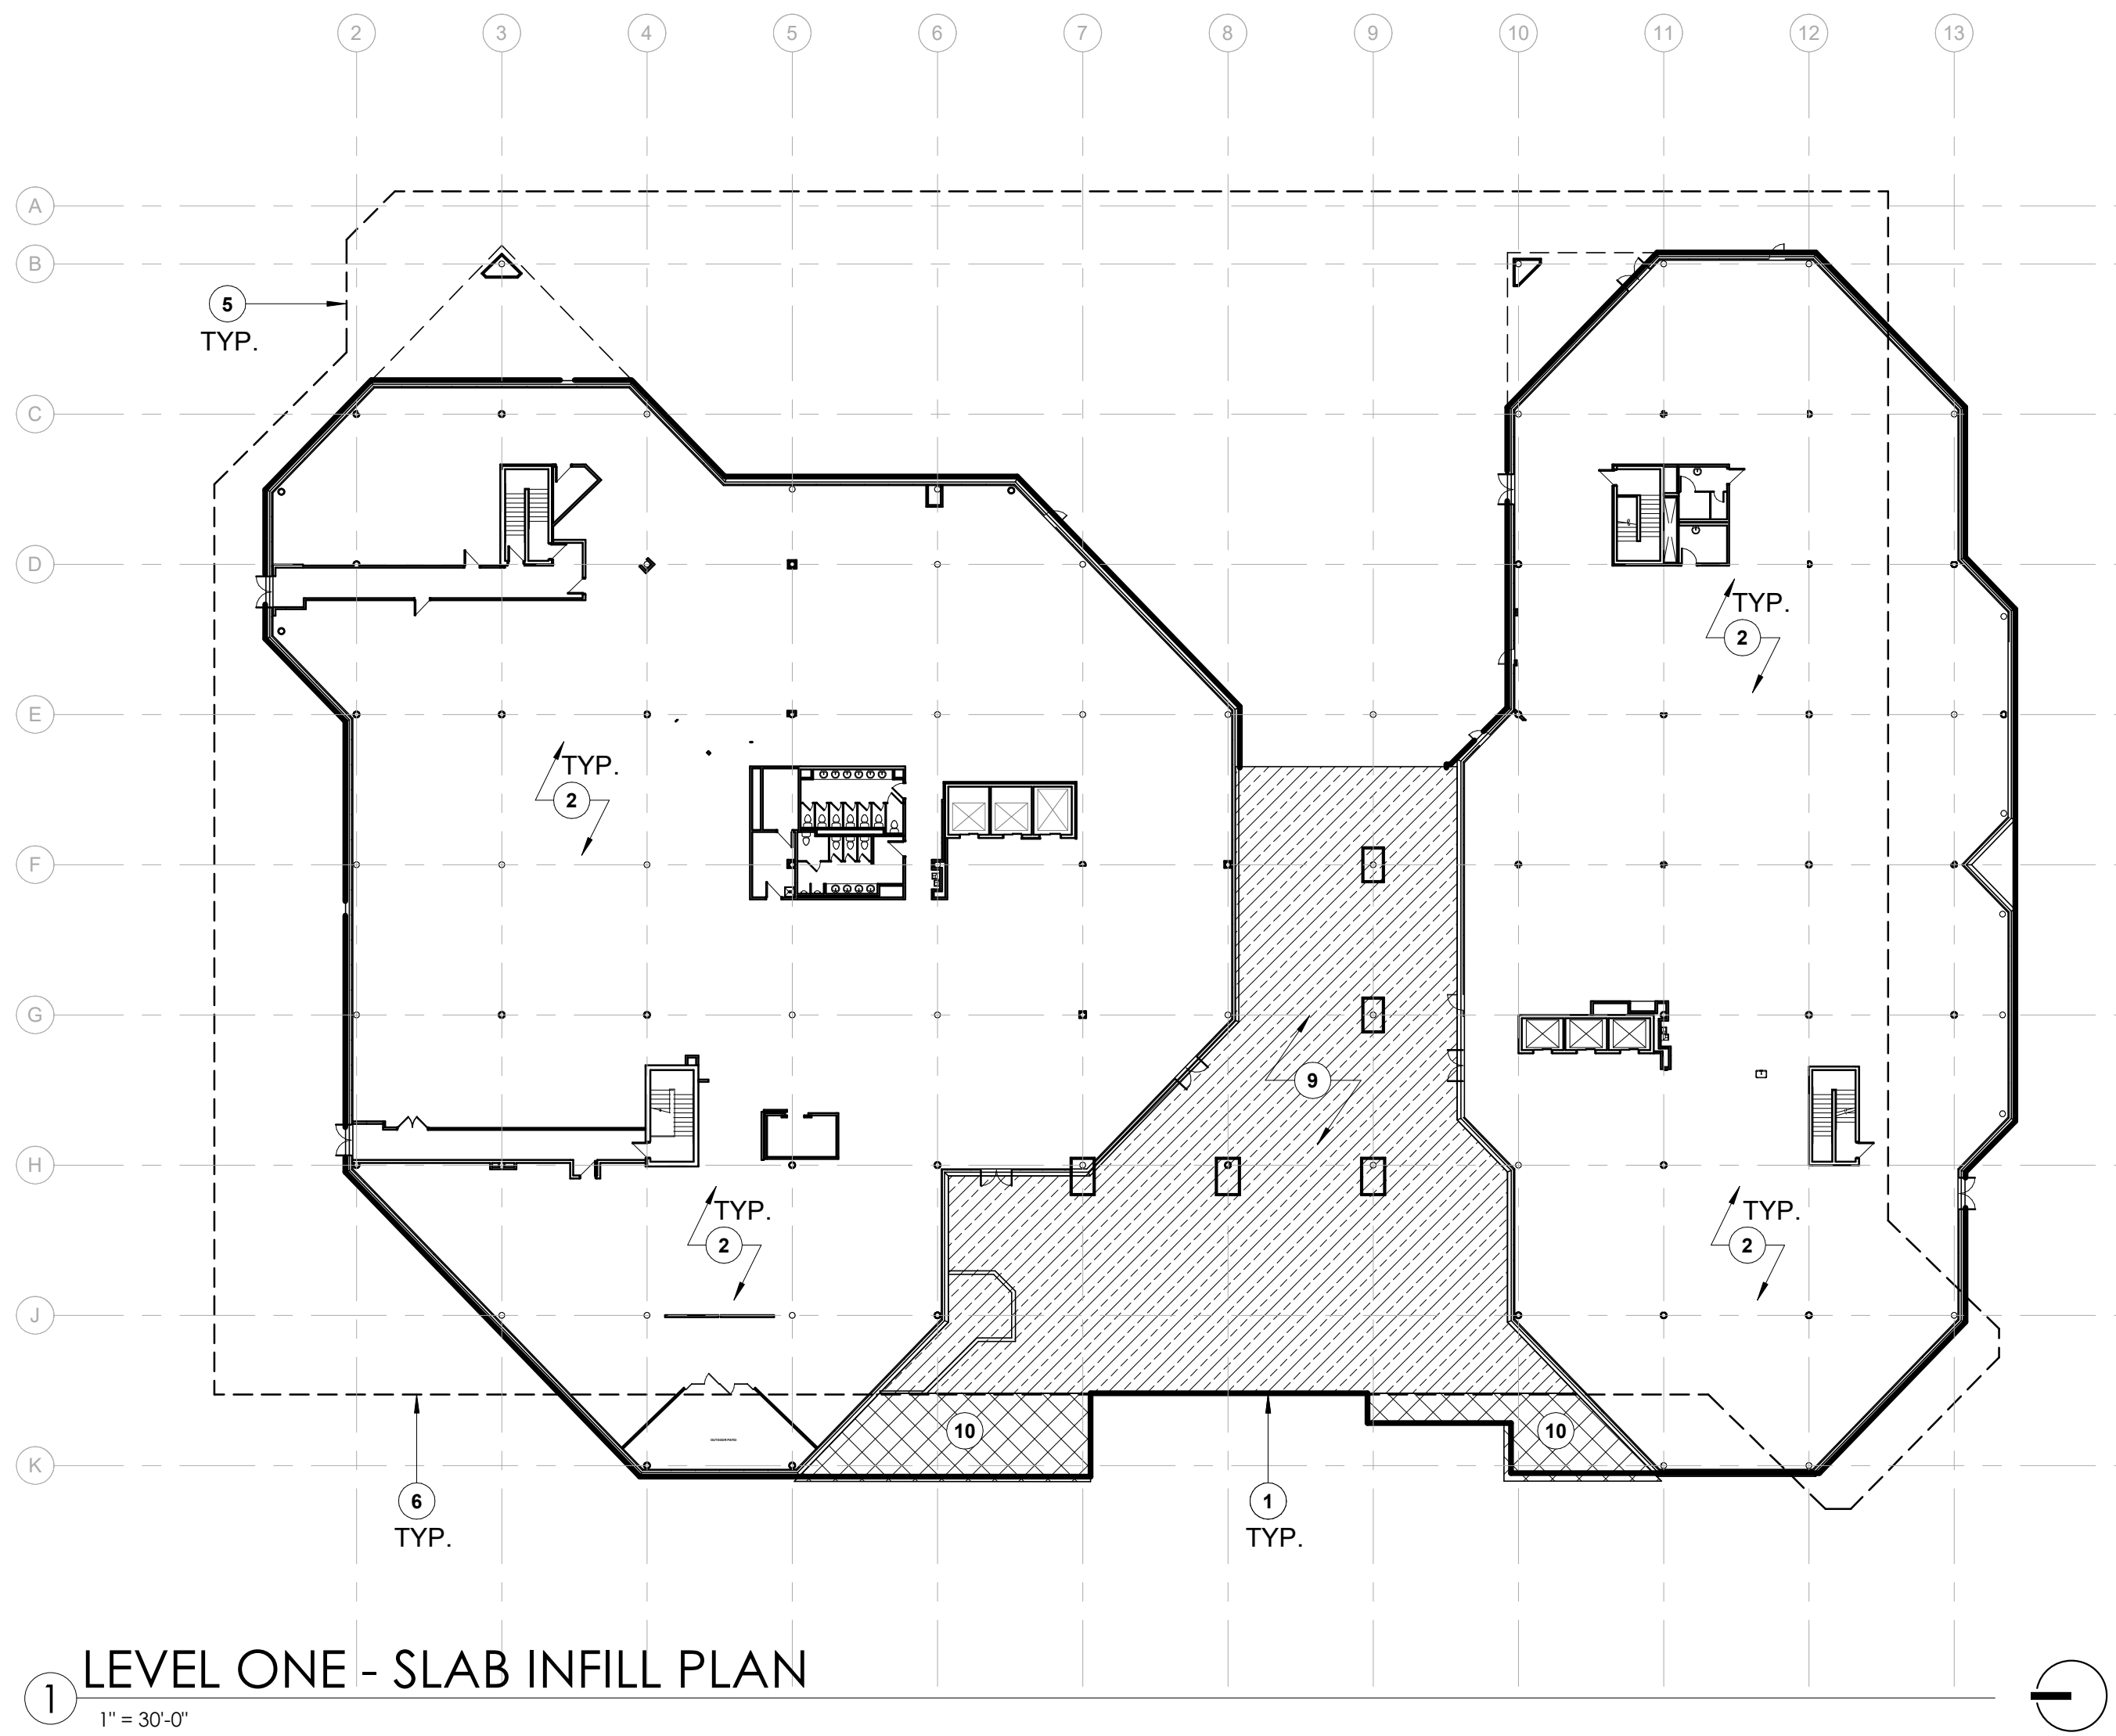 2 3 4 5 6 7 8 9 10 11 12 13
A
B
5
TYP.
C
D
TYP.
2
E
TYP.
2
F
G
9
H
TYP.
2
TYP.
2
J
10
10
OUTDOOR PATIO
K
6
TYP.
1
TYP.
LEVEL ONE - SLAB INFILL PLAN
1
1" = 30'-0"